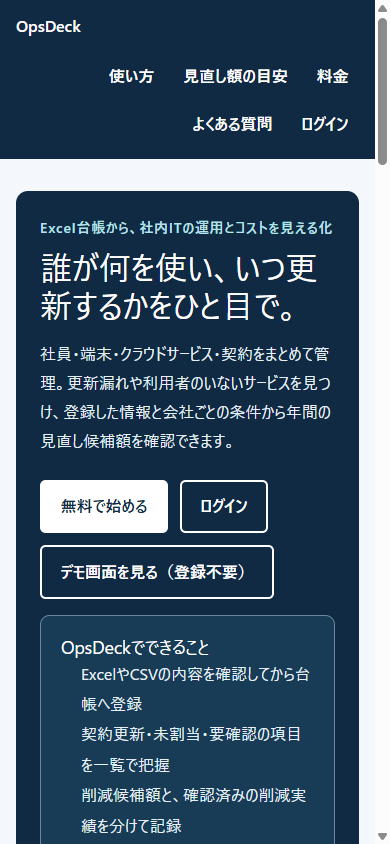 OpsDeck
使い方 見直し額の目安 料金
よくある質問 ログイン
Excel台帳から、社内ITの運用とコストを見える化
誰が何を使い、いつ更
新するかをひと目で。
社員・端末・クラウドサービス・契約をまとめて管
理。更新漏れや利用者のいないサービスを見つ
け、登録した情報と会社ごとの条件から年間の
見直し候補額を確認できます。
無料で始める ログイン
デモ画面を見る（登録不要）
OpsDeckでできること
ExcelやCSVの内容を確認してから台
帳へ登録
契約更新・未割当・要確認の項目
を一覧で把握
削減候補額と、確認済みの削減実
績を分けて記録